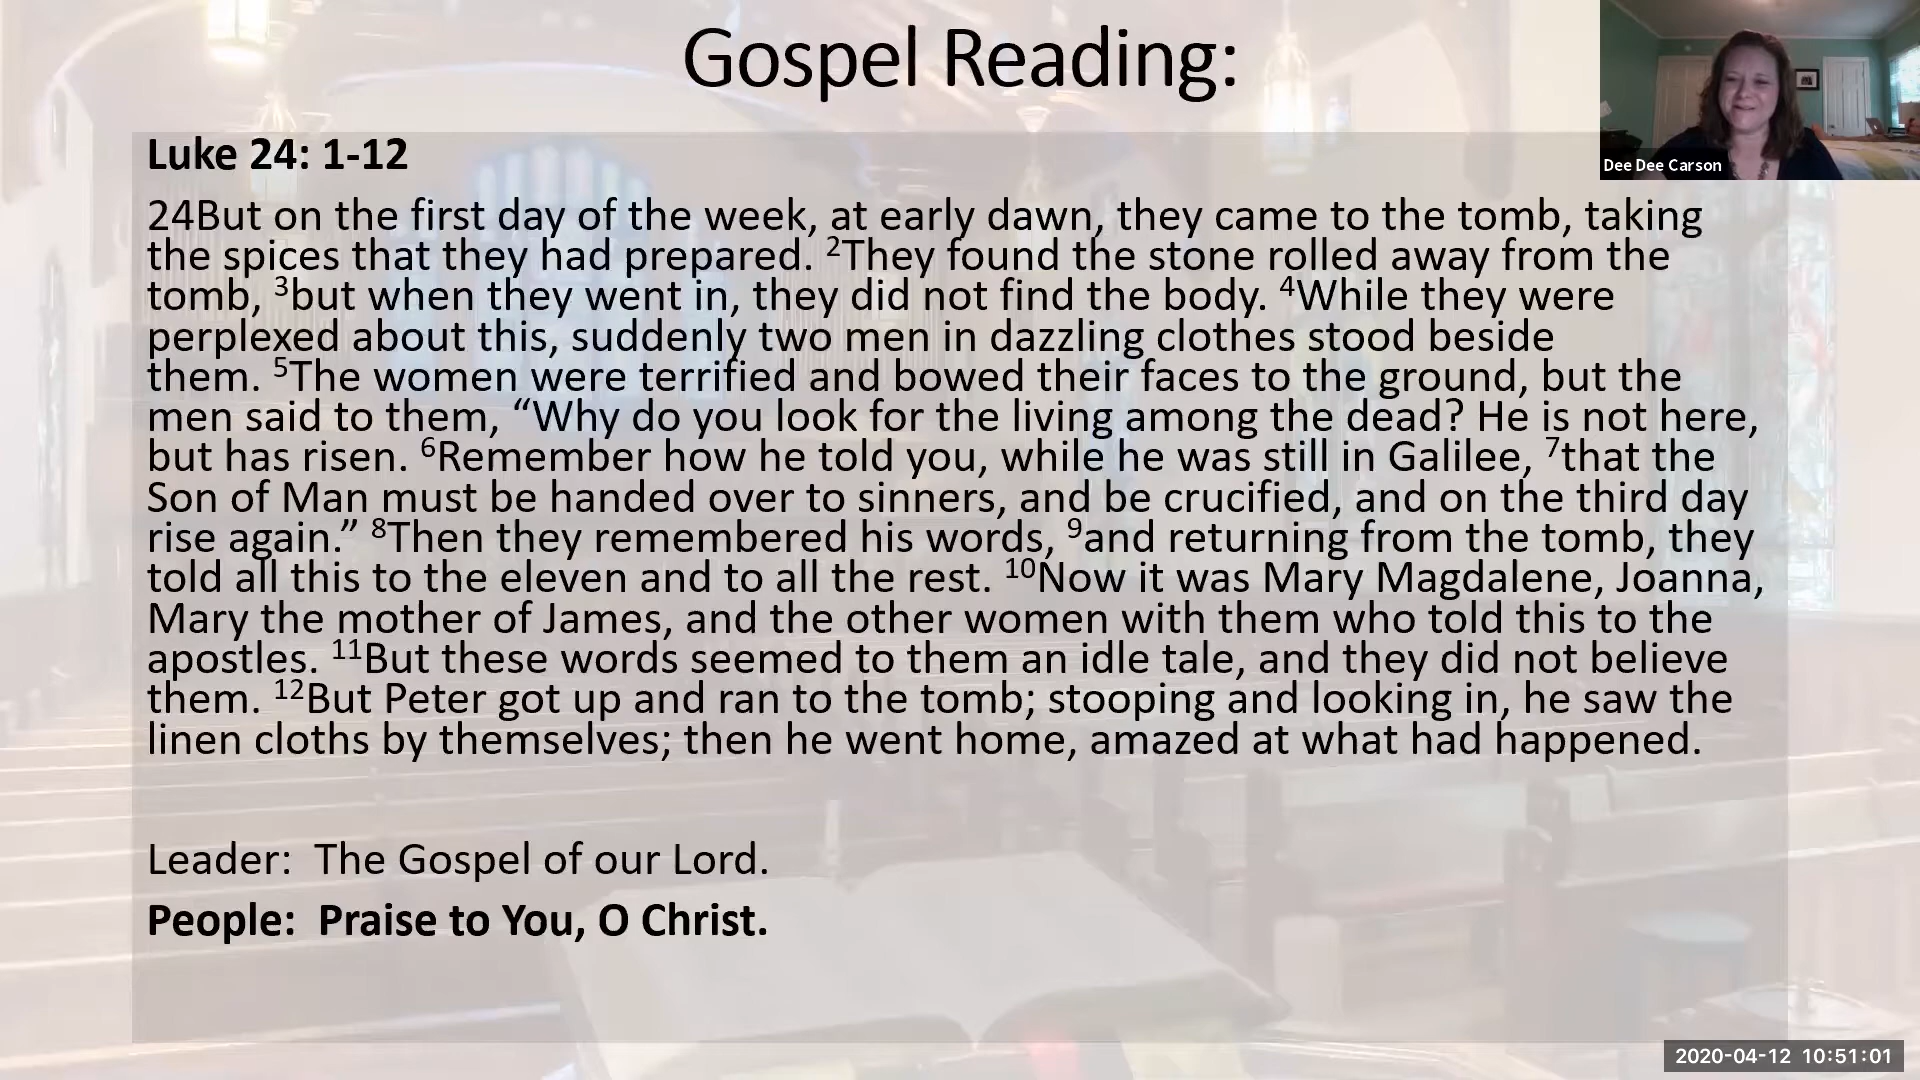 Gospel Reading:
Dee Dee Carson
Luke 24: 1-12
24But on the first day of the week, at early dawn, they came to the tomb, taking
the spices that they had prepared. ²They found the stone rolled away from the
tomb, ³but when they went in, they did not find the body. ⁴While they were
perplexed about this, suddenly two men in dazzling clothes stood beside
them. ⁵The women were terrified and bowed their faces to the ground, but the
men said to them, “Why do you look for the living among the dead? He is not here,
but has risen. ⁶Remember how he told you, while he was still in Galilee, ⁷that the
Son of Man must be handed over to sinners, and be crucified, and on the third day
rise again.” ⁸Then they remembered his words, ⁹and returning from the tomb, they
told all this to the eleven and to all the rest. ¹⁰Now it was Mary Magdalene, Joanna,
Mary the mother of James, and the other women with them who told this to the
apostles. ¹¹But these words seemed to them an idle tale, and they did not believe
them. ¹²But Peter got up and ran to the tomb; stooping and looking in, he saw the
linen cloths by themselves; then he went home, amazed at what had happened.
Leader:  The Gospel of our Lord.
People:  Praise to You, O Christ.
2020-04-12 10:51:01